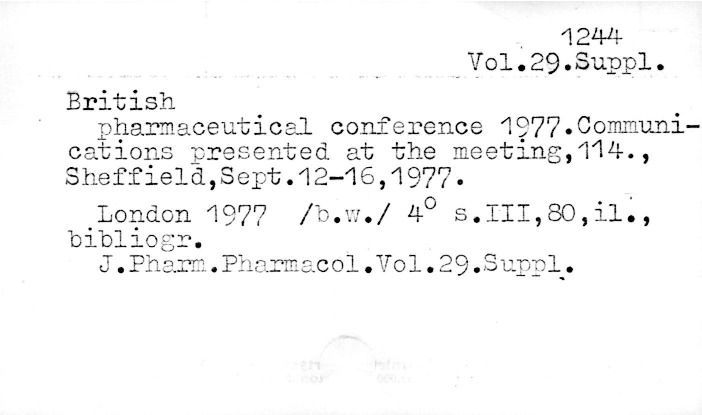 1244
Vol.29.Suppl.
British
pharmaceutical conference 1977.Communi-
cations presented at the meeting,114.,
Sheffield,Sept.12-16,1977.
London 1977 /b.w./ 4° s.III,80,il.,
bibliogr.
J.Pharm.Pharmacol.Vol.29.Suppl.